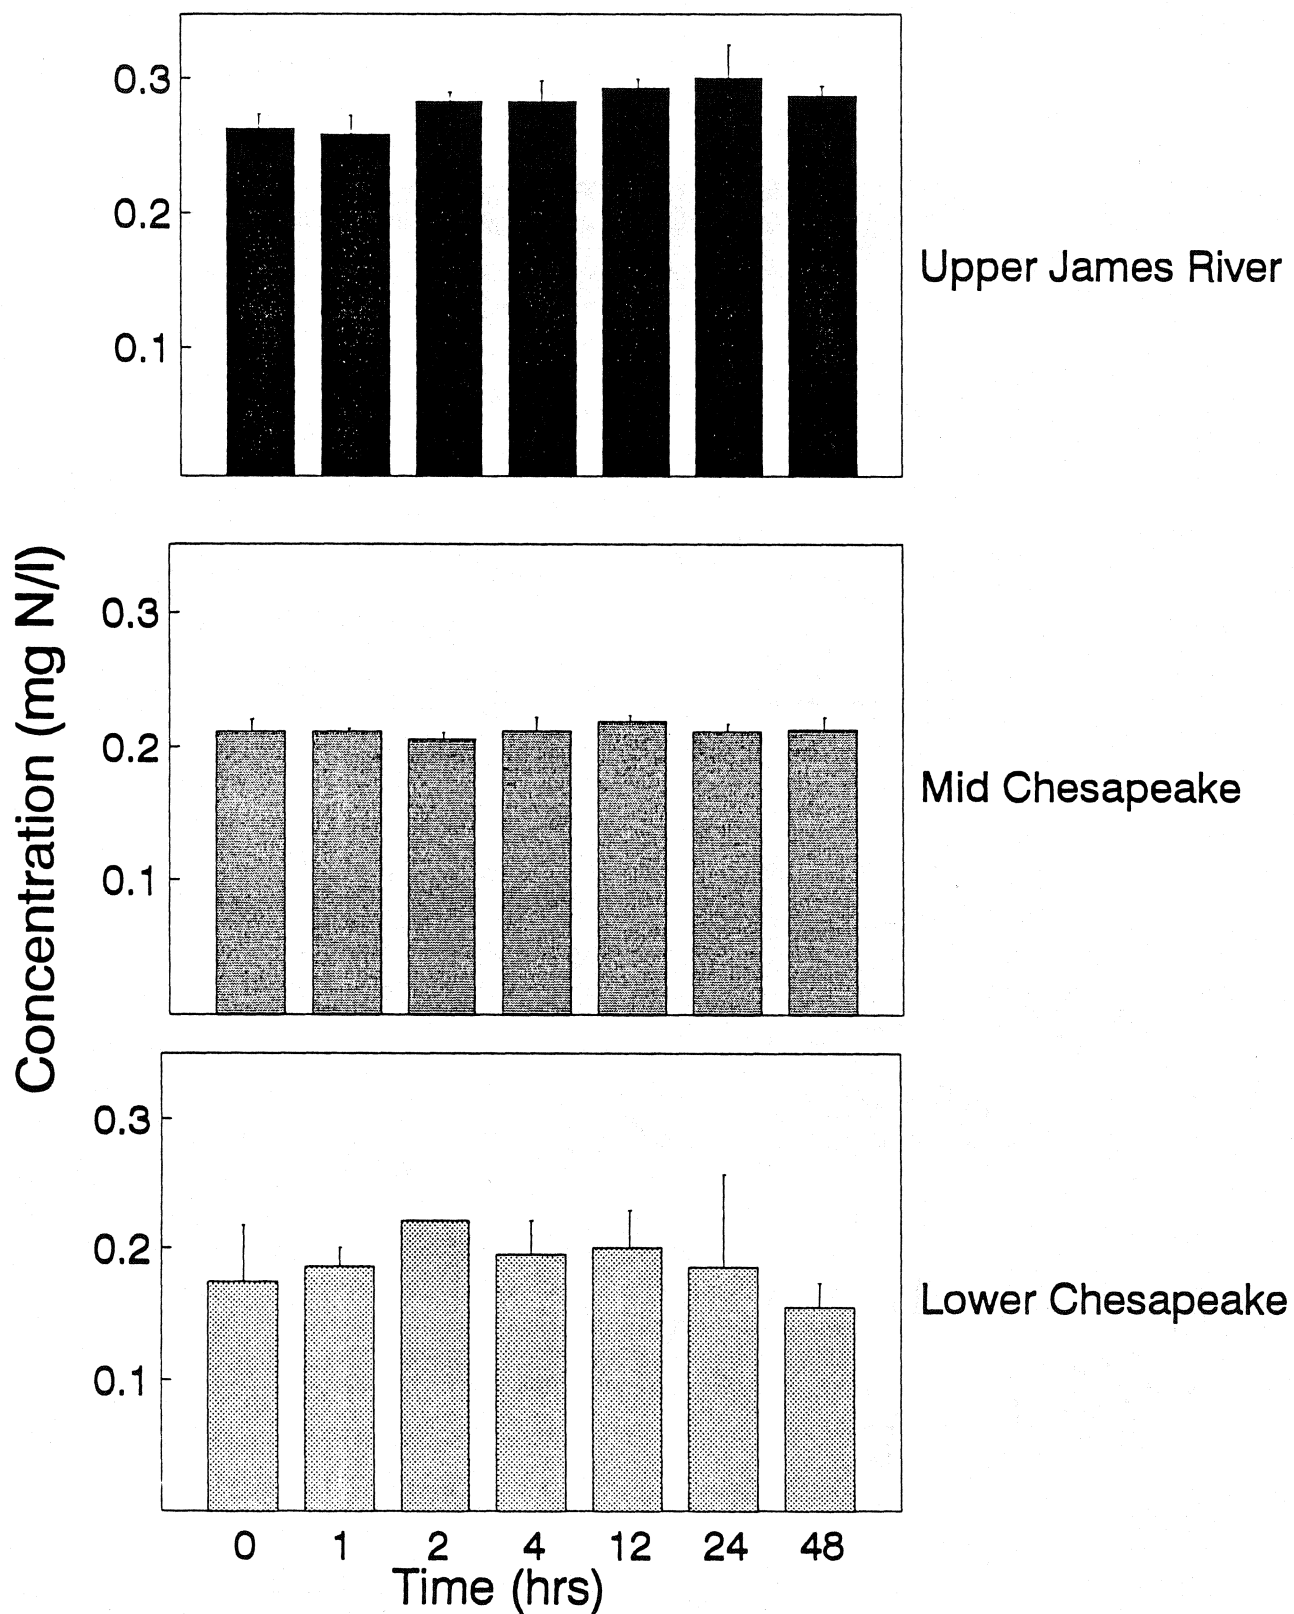 0.3
0.2
0.1
Upper James River
Concentration (mg N/l)
0.3
0.2
0.1
Mid Chesapeake
0.3
0.2
0.1
Lower Chesapeake
0 1 2 4 12 24 48
Time (hrs)